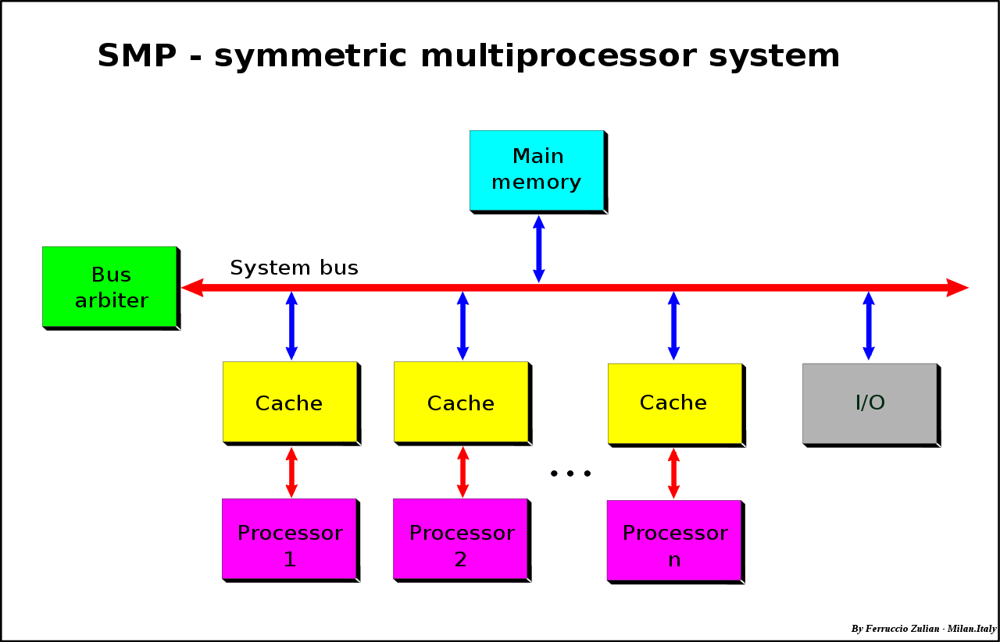 SMP - symmetric multiprocessor system
Main
memory
Bus
arbiter
System bus
Cache
Cache
Cache
I/O
...
Processor
1
Processor
2
Processor
n
By Ferruccio Zulian - Milan.Italy